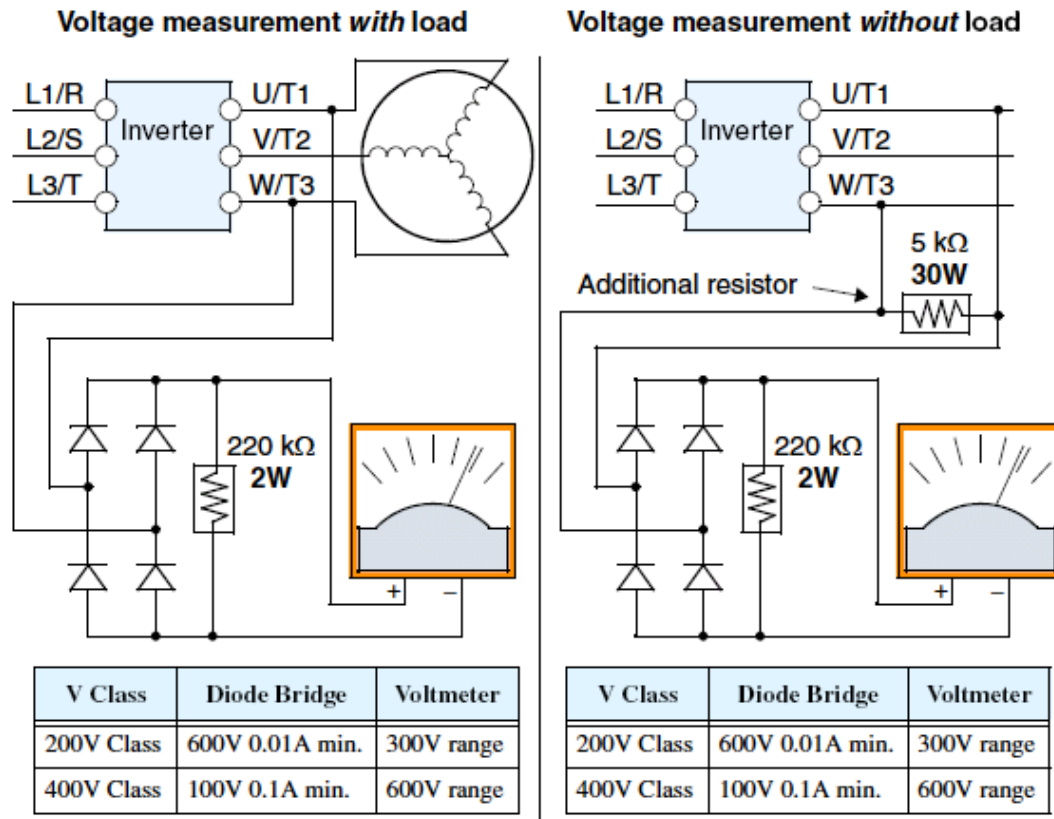 Voltage measurement with load
L1/R
L2/S
L3/T
Inverter
U/T1
V/T2
W/T3
220 kΩ
2W
+
−
V Class Diode Bridge Voltmeter
200V Class 600V 0.01A min. 300V range
400V Class 100V 0.1A min. 600V range
Voltage measurement without load
L1/R
L2/S
L3/T
Inverter
U/T1
V/T2
W/T3
5 kΩ
30W
Additional resistor
220 kΩ
2W
+
−
V Class Diode Bridge Voltmeter
200V Class 600V 0.01A min. 300V range
400V Class 100V 0.1A min. 600V range